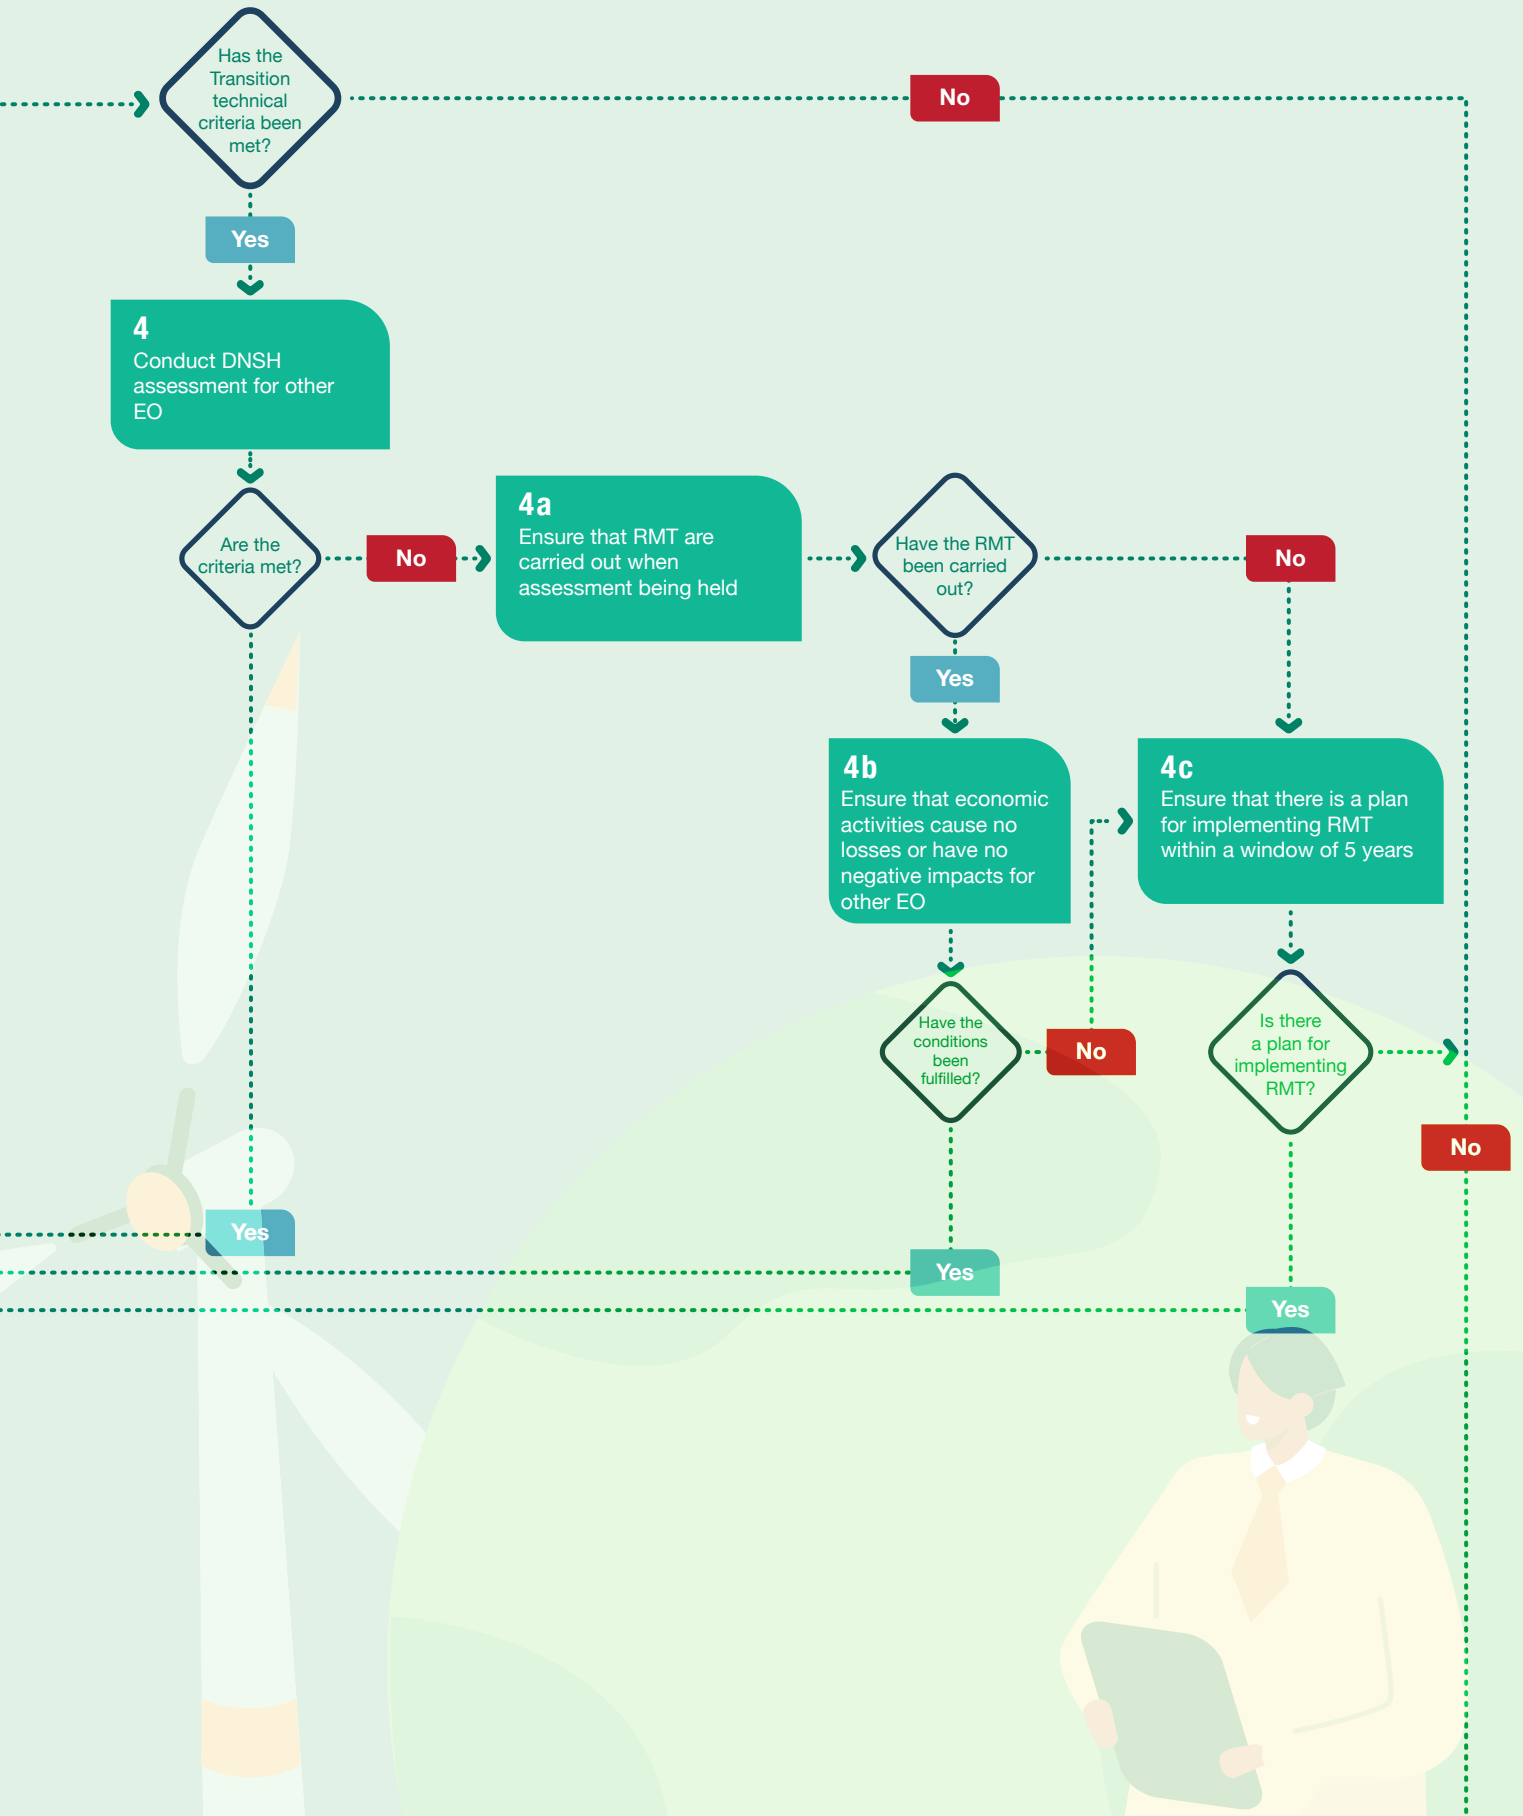 Has the
Transition
technical
criteria been
met?
No
Yes
4
Conduct DNSH
assessment for other
EO
Are the
criteria met?
No
4a
Ensure that RMT are
carried out when
assessment being held
Have the RMT
been carried
out?
No
Yes
4b
Ensure that economic
activities cause no
losses or have no
negative impacts for
other EO
4c
Ensure that there is a plan
for implementing RMT
within a window of 5 years
Have the
conditions
been
fulfilled?
No
Is there
a plan for
implementing
RMT?
No
Yes
Yes
Yes